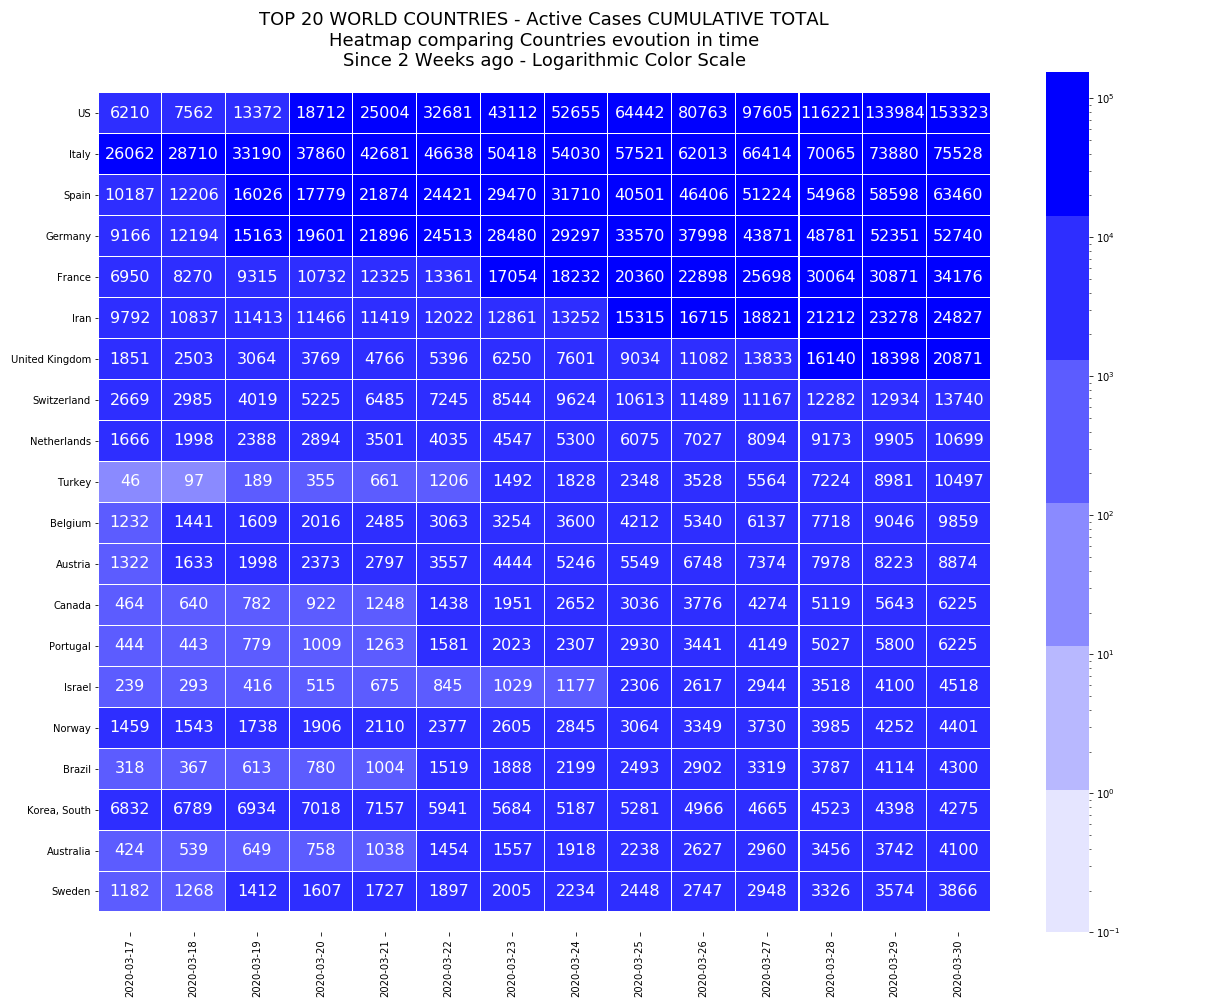 TOP 20 WORLD COUNTRIES - Active Cases CUMULATIVE TOTAL
Heatmap comparing Countries evoution in time
Since 2 Weeks ago - Logarithmic Color Scale
US 6210 7562 13372 18712 25004 32681 43112 52655 64442 80763 97605 116221 133984 153323
Italy 26062 28710 33190 37860 42681 46638 50418 54030 57521 62013 66414 70065 73880 75528
Spain 10187 12206 16026 17779 21874 24421 29470 31710 40501 46406 51224 54968 58598 63460
Germany 9166 12194 15163 19601 21896 24513 28480 29297 33570 37998 43871 48781 52351 52740
France 6950 8270 9315 10732 12325 13361 17054 18232 20360 22898 25698 30064 30871 34176
Iran 9792 10837 11413 11466 11419 12022 12861 13252 15315 16715 18821 21212 23278 24827
United Kingdom 1851 2503 3064 3769 4766 5396 6250 7601 9034 11082 13833 16140 18398 20871
Switzerland 2669 2985 4019 5225 6485 7245 8544 9624 10613 11489 11167 12282 12934 13740
Netherlands 1666 1998 2388 2894 3501 4035 4547 5300 6075 7027 8094 9173 9905 10699
Turkey 46 97 189 355 661 1206 1492 1828 2348 3528 5564 7224 8981 10497
Belgium 1232 1441 1609 2016 2485 3063 3254 3600 4212 5340 6137 7718 9046 9859
Austria 1322 1633 1998 2373 2797 3557 4444 5246 5549 6748 7374 7978 8223 8874
Canada 464 640 782 922 1248 1438 1951 2652 3036 3776 4274 5119 5643 6225
Portugal 444 443 779 1009 1263 1581 2023 2307 2930 3441 4149 5027 5800 6225
Israel 239 293 416 515 675 845 1029 1177 2306 2617 2944 3518 4100 4518
Norway 1459 1543 1738 1906 2110 2377 2605 2845 3064 3349 3730 3985 4252 4401
Brazil 318 367 613 780 1004 1519 1888 2199 2493 2902 3319 3787 4114 4300
Korea, South 6832 6789 6934 7018 7157 5941 5684 5187 5281 4966 4665 4523 4398 4275
Australia 424 539 649 758 1038 1454 1557 1918 2238 2627 2960 3456 3742 4100
Sweden 1182 1268 1412 1607 1727 1897 2005 2234 2448 2747 2948 3326 3574 3866
2020-03-17 2020-03-18 2020-03-19 2020-03-20 2020-03-21 2020-03-22 2020-03-23 2020-03-24 2020-03-25 2020-03-26 2020-03-27 2020-03-28 2020-03-29 2020-03-30
10⁵
10⁴
10³
10²
10¹
10⁰
10⁻¹